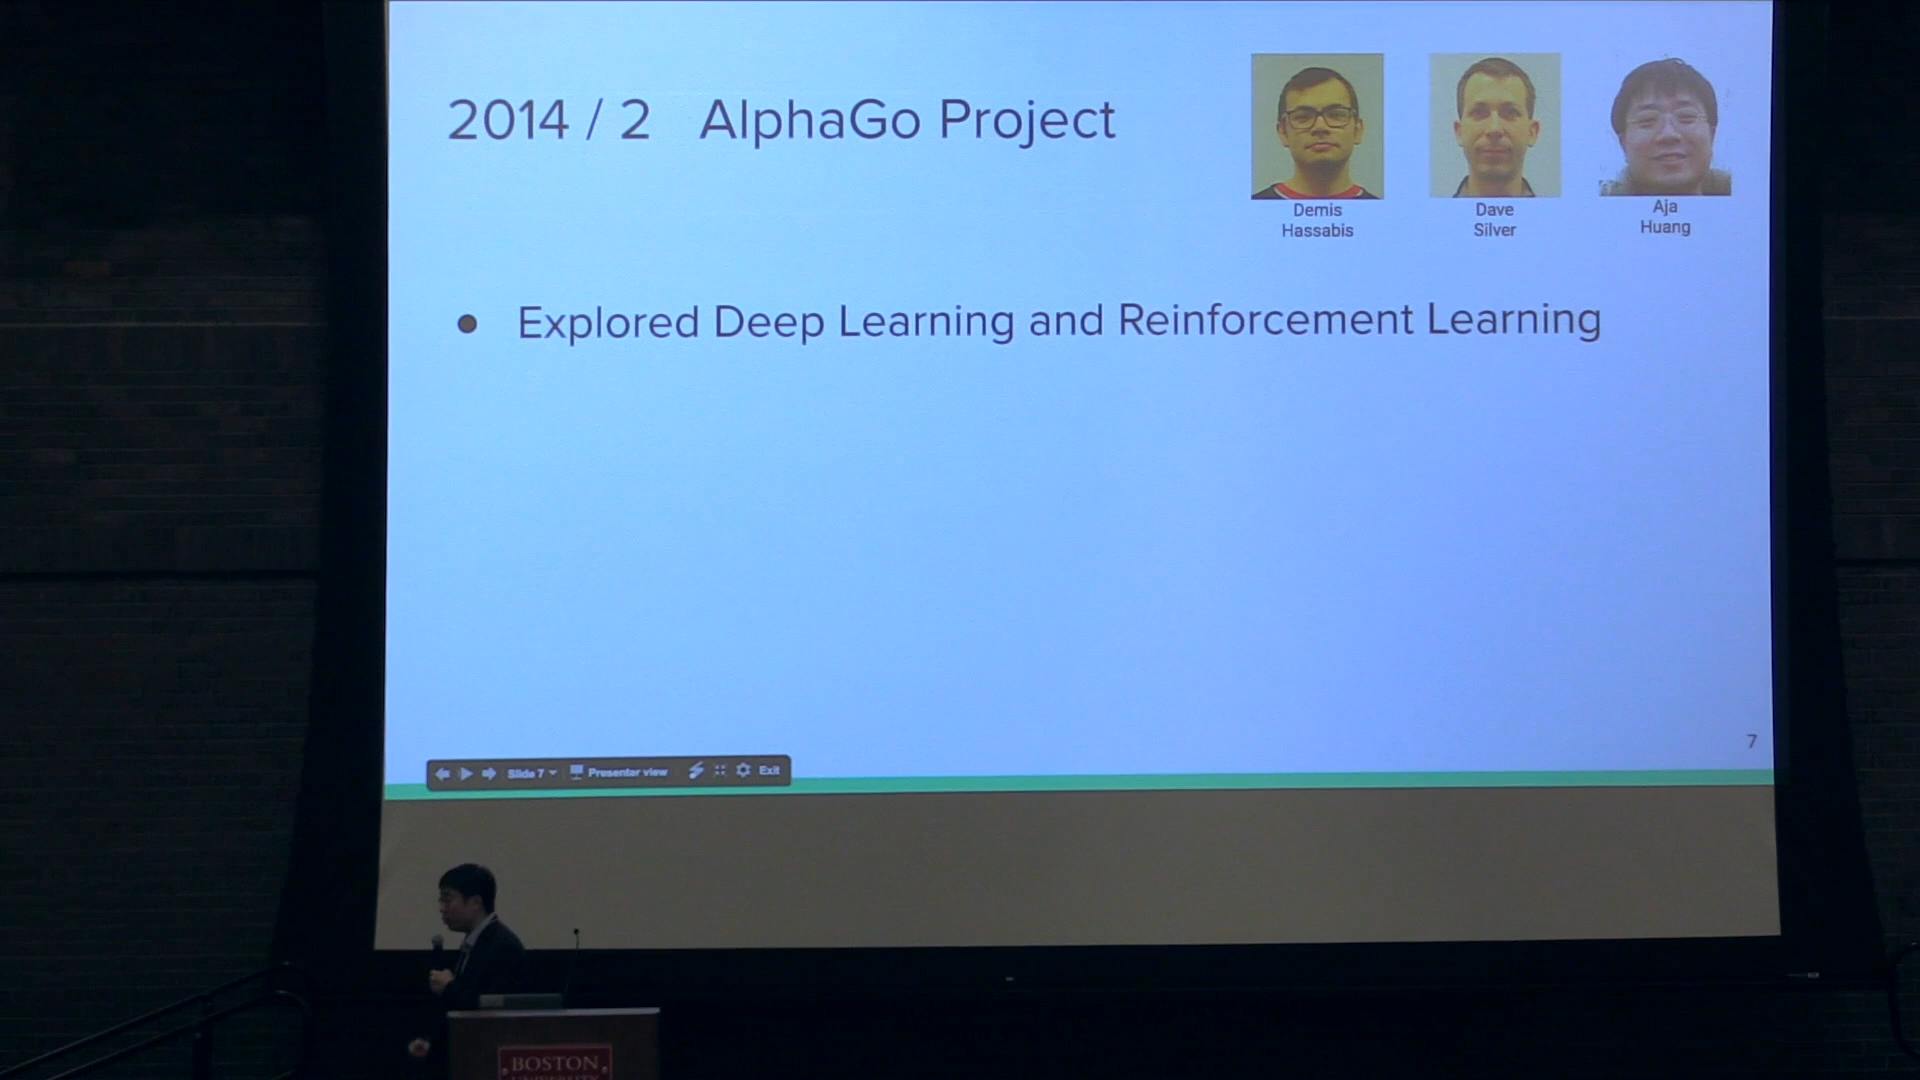 2014 / 2 AlphaGo Project
Demis
Hassabis
Dave
Silver
Aja
Huang
● Explored Deep Learning and Reinforcement Learning
7
Slide 7
Presenter view
Exit
BOSTON
UNIVERSITY